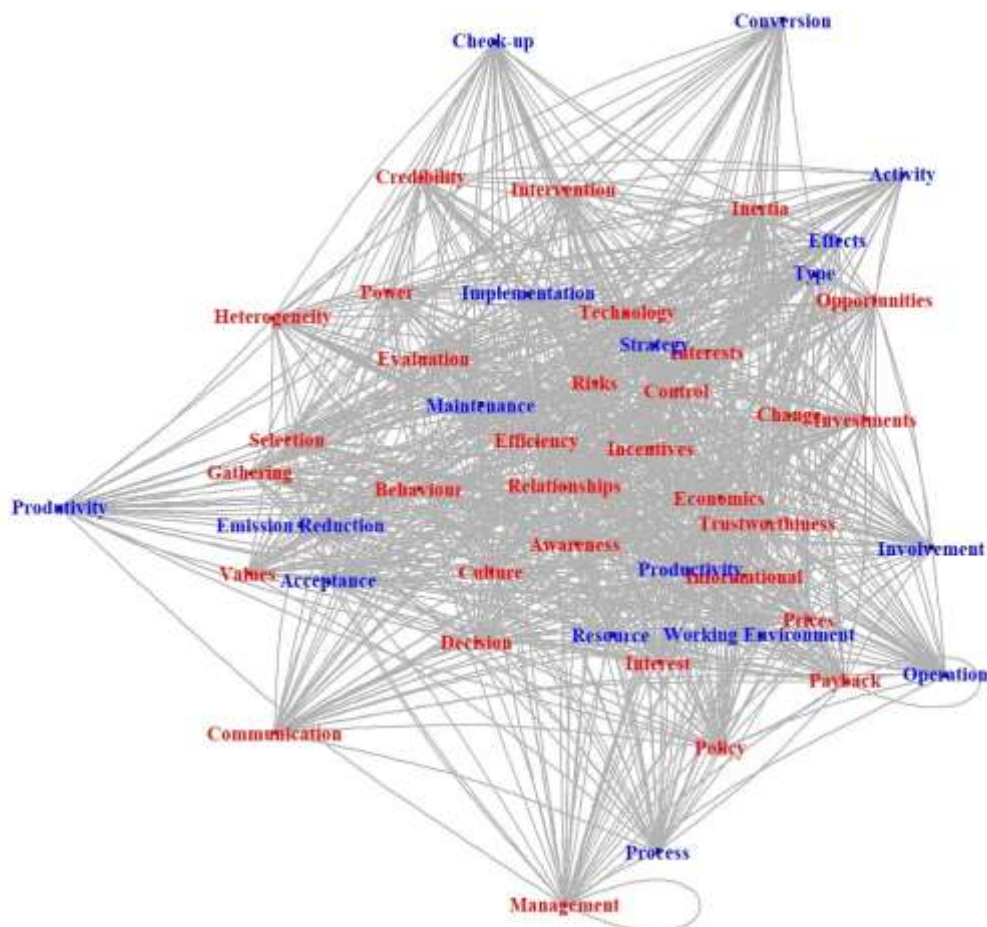 Conversion
Check-up
Activity
Credibility
Intervention
Inertia
Effects
Type
Opportunities
Power
Implementation
Heterogeneity
Technology
Strategy
Interests
Evaluation
Risks
Control
Maintenance
Change
Investments
Selection
Efficiency
Incentives
Gathering
Behaviour
Relationships
Economics
Produtivity
Emission Reduction
Trustworthiness
Awareness
Involvement
Values
Acceptance
Culture
Productivity
Informational
Prices
Decision
Resource
Working Environment
Interest
Payback
Operation
Communication
Policy
Process
Management